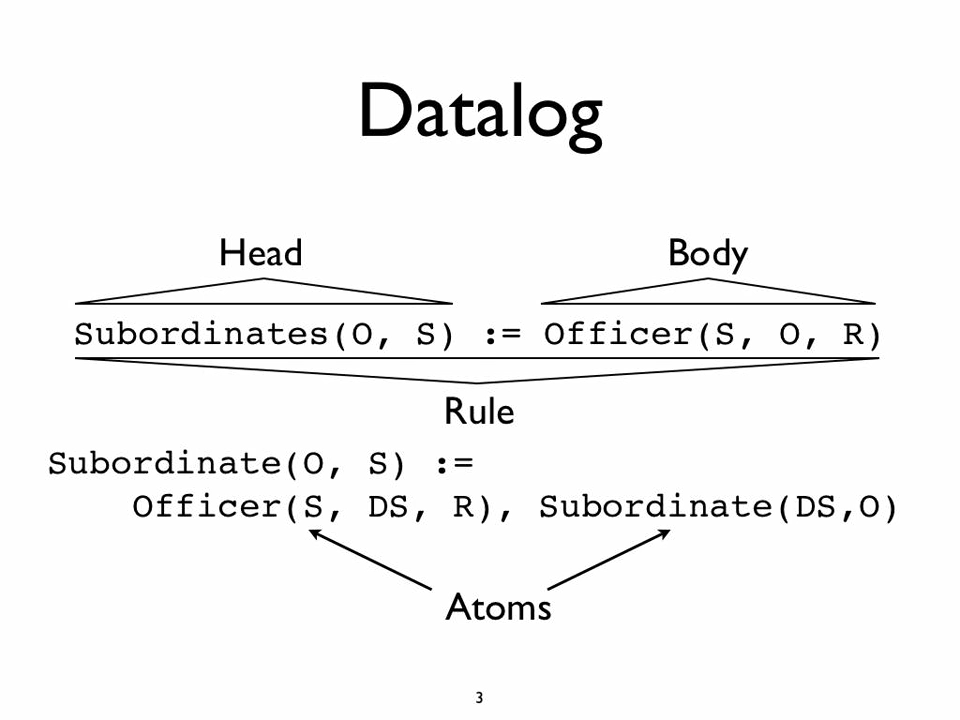 Datalog
Head Body
Subordinates(O, S) := Officer(S, O, R)
Rule
Subordinate(O, S) :=
Officer(S, DS, R), Subordinate(DS,O)
Atoms
3